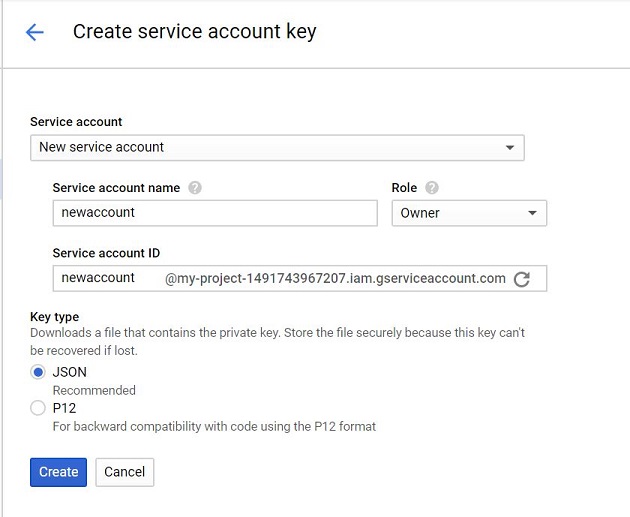 Create service account key
Service account
New service account
Service account name Role
newaccount Owner
Service account ID
newaccount @my-project-1491743967207.iam.gserviceaccount.com
Key type
Downloads a file that contains the private key. Store the file securely because this key can't
be recovered if lost.
JSON
Recommended
P12
For backward compatibility with code using the P12 format
Create Cancel